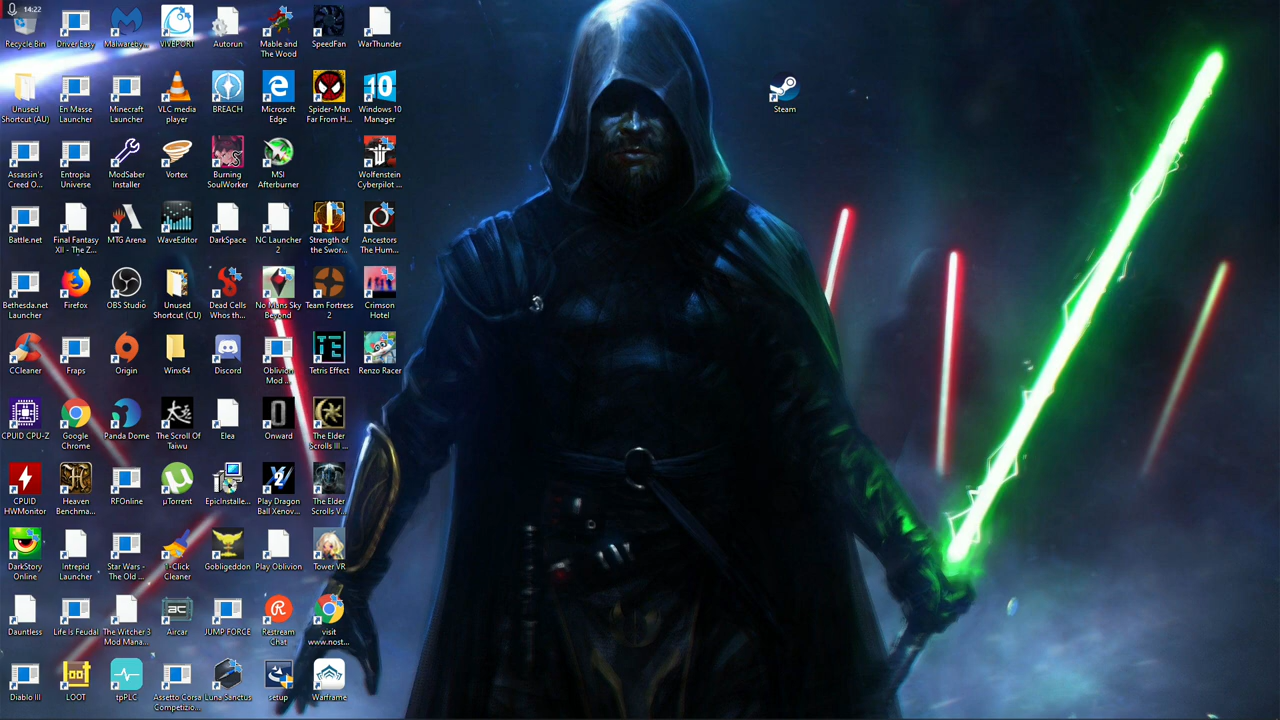 14:22
Recycle Bin
Driver Easy
Malwareby...
VIVEPORT
Autorun
Mable and
The Wood
SpeedFan
WarThunder
Unused
Shortcut (AU)
En Masse
Launcher
Minecraft
Launcher
VLC media
player
BREACH
Microsoft
Edge
Spider-Man
Far From H...
10
Windows 10
Manager
Steam
Assassin's
Creed O...
Entropia
Universe
ModSaber
Installer
Vortex
S
Burning
SoulWorker
MSI
Afterburner
Wolfenstein
Cyberpilot ...
Battle.net
Final Fantasy
XII - The Z...
MTG Arena
WaveEditor
DarkSpace
NC Launcher
2
Strength of
the Swor...
Ancestors
The Hum...
Bethesda.net
Launcher
Firefox
OBS Studio
Unused
Shortcut (CU)
Dead Cells
Whos th...
No Mans Sky
Beyond
Team Fortress
2
Crimson
Hotel
CCleaner
Fraps
Origin
Winx64
Discord
Oblivion
Mod ...
TE
Tetris Effect
Renzo Racer
CPUID CPU-Z
Google
Chrome
Panda Dome
太
The Scroll Of
Taiwu
Elea
Onward
The Elder
Scrolls III ...
CPUID
HWMonitor
Heaven
Benchma...
RFOnline
µTorrent
EpicInstalle...
Play Dragon
Ball Xenov...
The Elder
Scrolls V...
DarkStory
Online
Intrepid
Launcher
Star Wars -
The Old ...
1-Click
Cleaner
Gobligeddon
Play Oblivion
Tower VR
Dauntless
Life Is Feudal
The Witcher 3
Mod Mana...
ac
Aircar
JUMP FORCE
R
Restream
Chat
visit
www.nost...
Diablo III
loot
LOOT
tpPLC
Assetto Corsa
Competizio...
Luna Sanctus
setup
Warframe